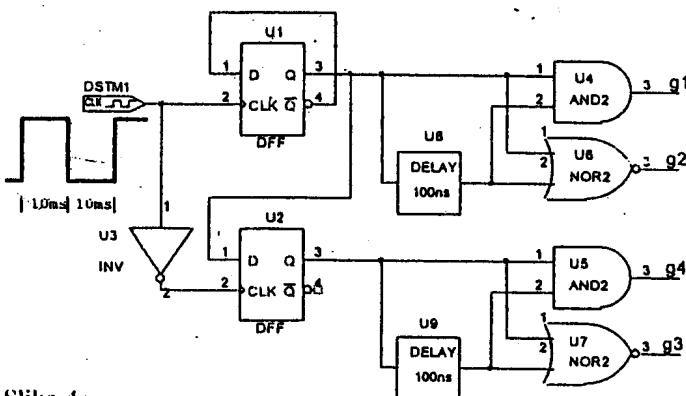 U1
1 D Q 3
2 CLK Q 4
DFF
DSTM1
CLK
10ms 10ms
1
U3
INV
2
U2
1 D Q 3
2 CLK Q 4
DFF
U8
DELAY
100ns
1
2
U4
AND2
3 g1
1
2
U6
NOR2
3 g2
U9
DELAY
100ns
1
2
U5
AND2
3 g4
1
2
U7
NOR2
3 g3